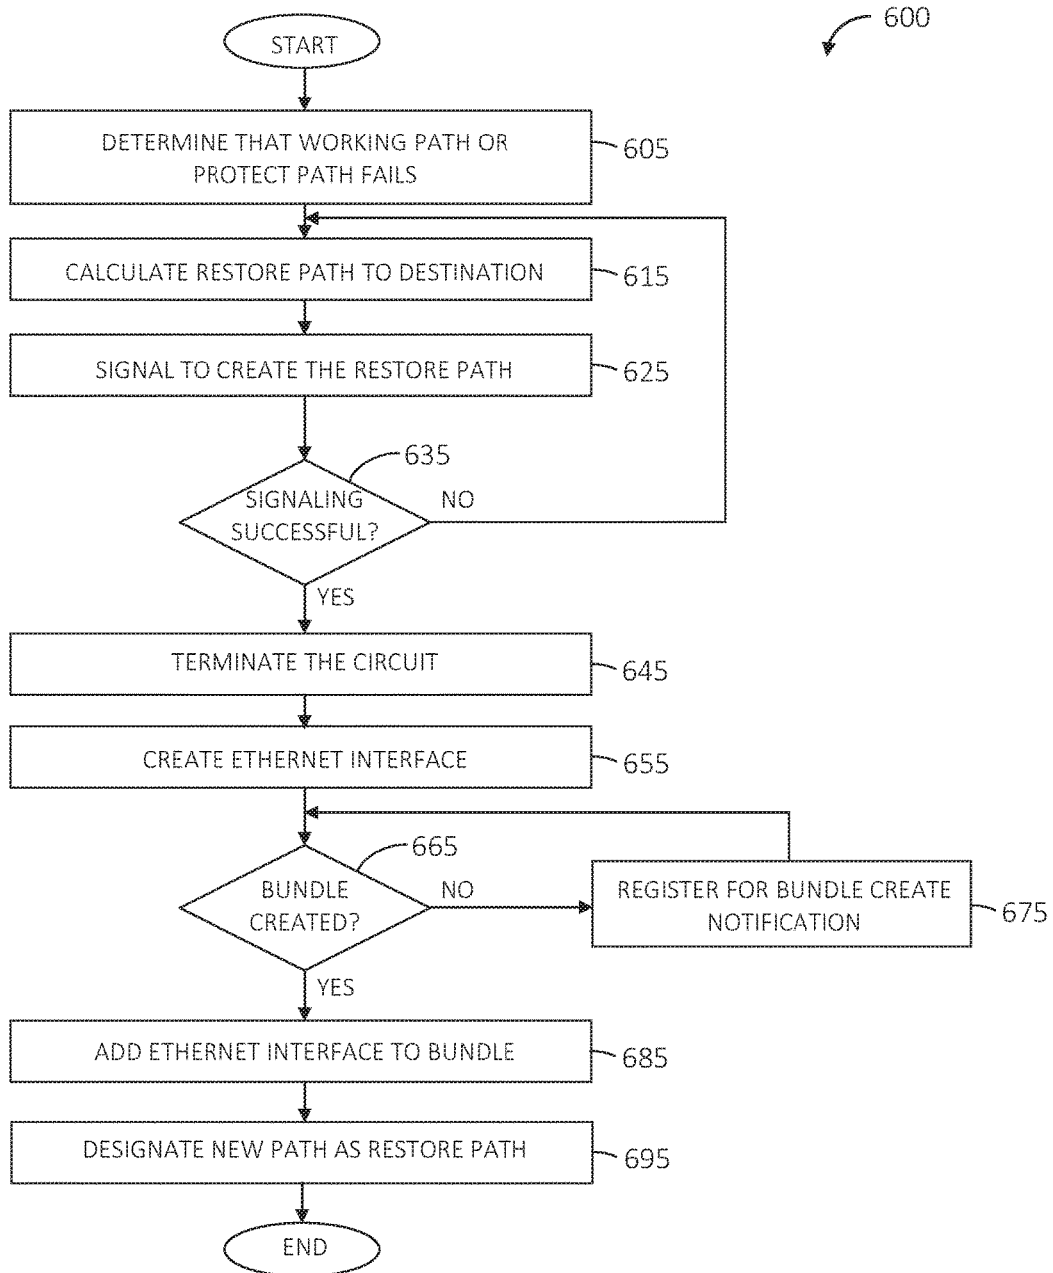 600
START
DETERMINE THAT WORKING PATH OR
PROTECT PATH FAILS
605
CALCULATE RESTORE PATH TO DESTINATION
615
SIGNAL TO CREATE THE RESTORE PATH
625
635
SIGNALING
SUCCESSFUL?
NO
YES
TERMINATE THE CIRCUIT
645
CREATE ETHERNET INTERFACE
655
665
BUNDLE
CREATED?
NO
REGISTER FOR BUNDLE CREATE
NOTIFICATION
675
YES
ADD ETHERNET INTERFACE TO BUNDLE
685
DESIGNATE NEW PATH AS RESTORE PATH
695
END